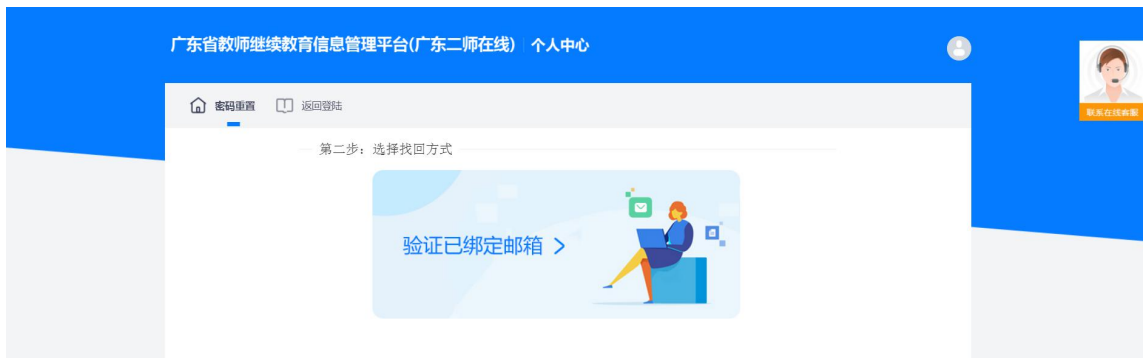 广东省教师继续教育信息管理平台(广东二师在线) 个人中心
联系在线客服
密码重置 返回登陆
第二步：选择找回方式
验证已绑定邮箱 >